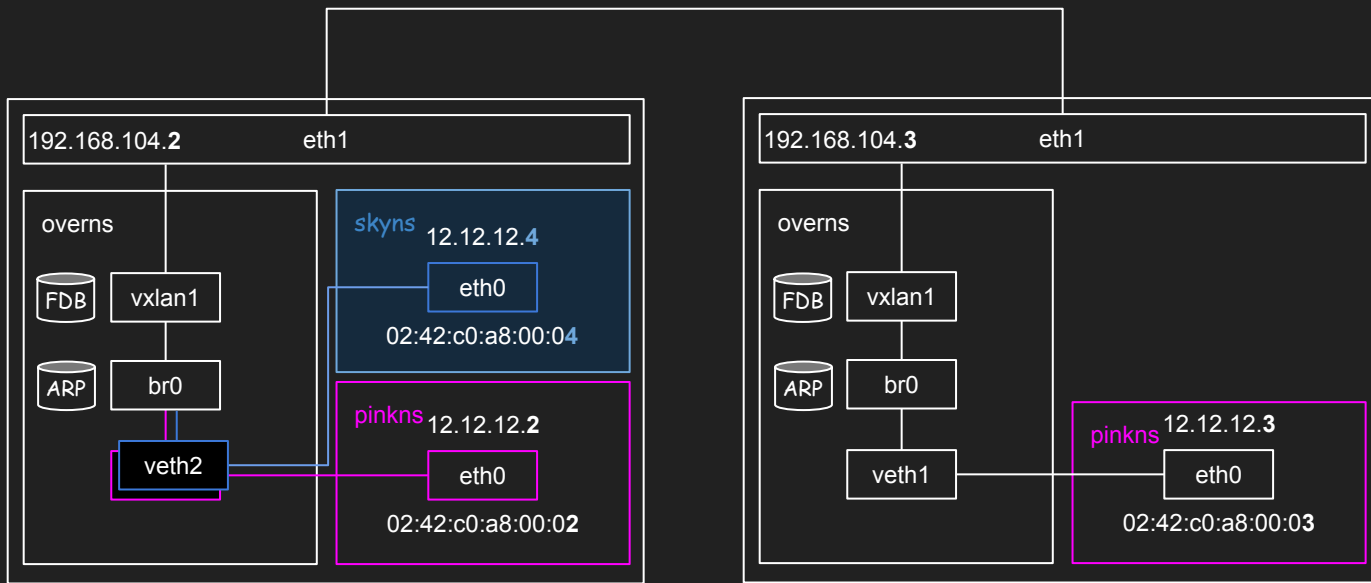 192.168.104.2 eth1
overns
FDB
vxlan1
ARP
br0
veth2
skyns
12.12.12.4
eth0
02:42:c0:a8:00:04
pinkns
12.12.12.2
eth0
02:42:c0:a8:00:02
192.168.104.3 eth1
overns
FDB
vxlan1
ARP
br0
veth1
pinkns
12.12.12.3
eth0
02:42:c0:a8:00:03